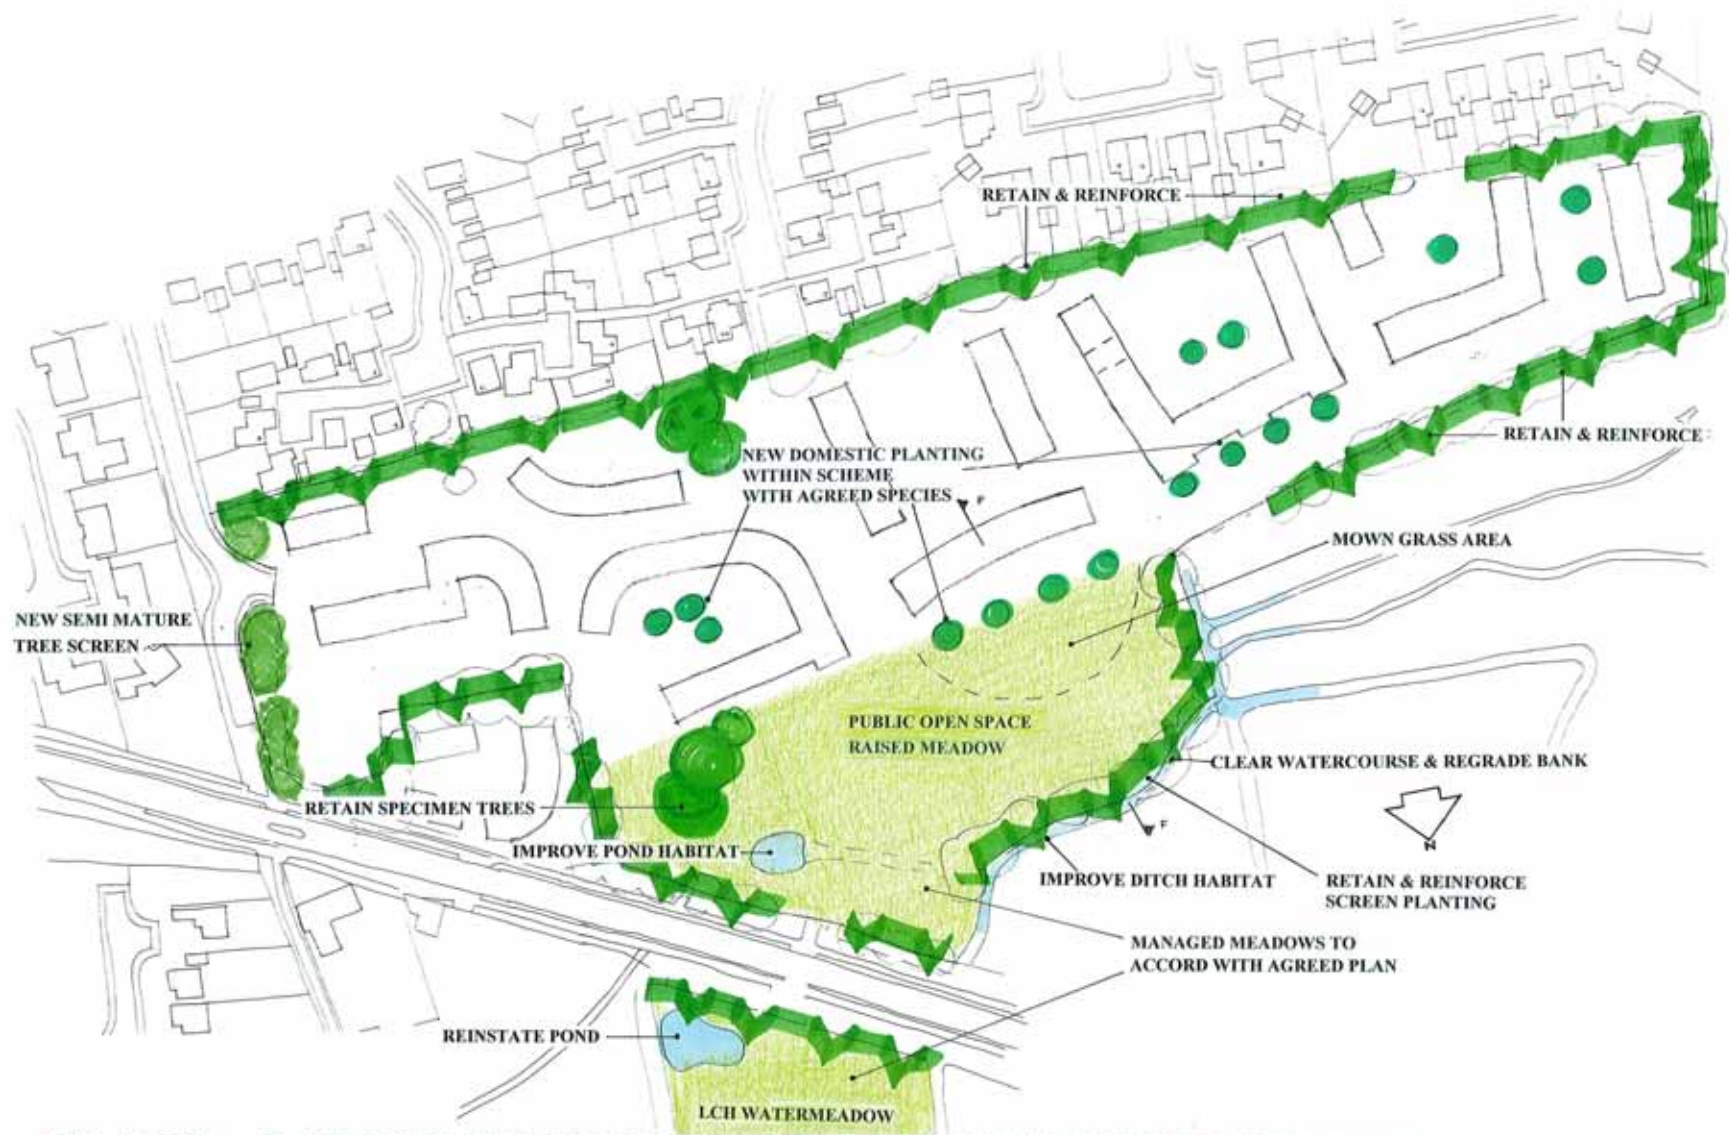 RETAIN & REINFORCE
RETAIN & REINFORCE
NEW DOMESTIC PLANTING
WITHIN SCHEME
WITH AGREED SPECIES
F
MOWN GRASS AREA
NEW SEMI MATURE
TREE SCREEN
PUBLIC OPEN SPACE
RAISED MEADOW
CLEAR WATERCOURSE & REGRADE BANK
RETAIN SPECIMEN TREES
F
N
IMPROVE POND HABITAT
IMPROVE DITCH HABITAT
RETAIN & REINFORCE
SCREEN PLANTING
MANAGED MEADOWS TO
ACCORD WITH AGREED PLAN
REINSTATE POND
LCH WATERMEADOW